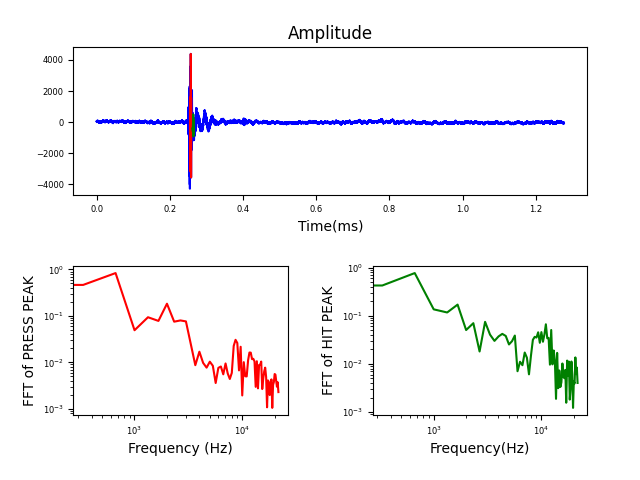 Amplitude
4000
2000
0
−2000
−4000
0.0 0.2 0.4 0.6 0.8 1.0 1.2
Time(ms)
FFT of PRESS PEAK
10⁰
10⁻¹
10⁻²
10⁻³
10³ 10⁴
Frequency (Hz)
FFT of HIT PEAK
10⁰
10⁻¹
10⁻²
10⁻³
10³ 10⁴
Frequency(Hz)